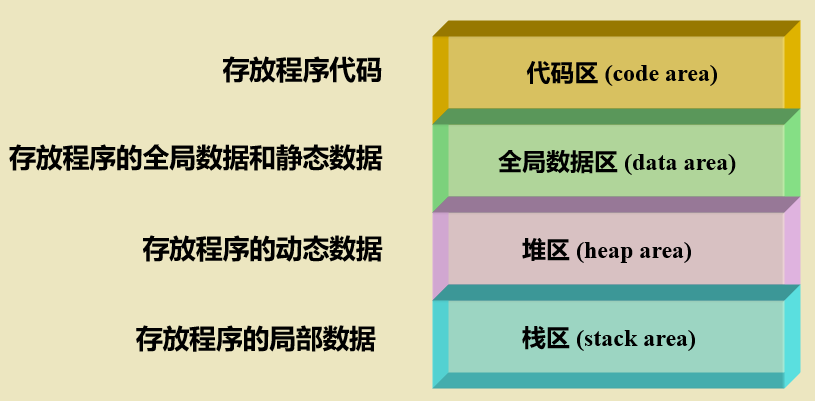 存放程序代码
代码区 (code area)
存放程序的全局数据和静态数据
全局数据区 (data area)
存放程序的动态数据
堆区 (heap area)
存放程序的局部数据
栈区 (stack area)